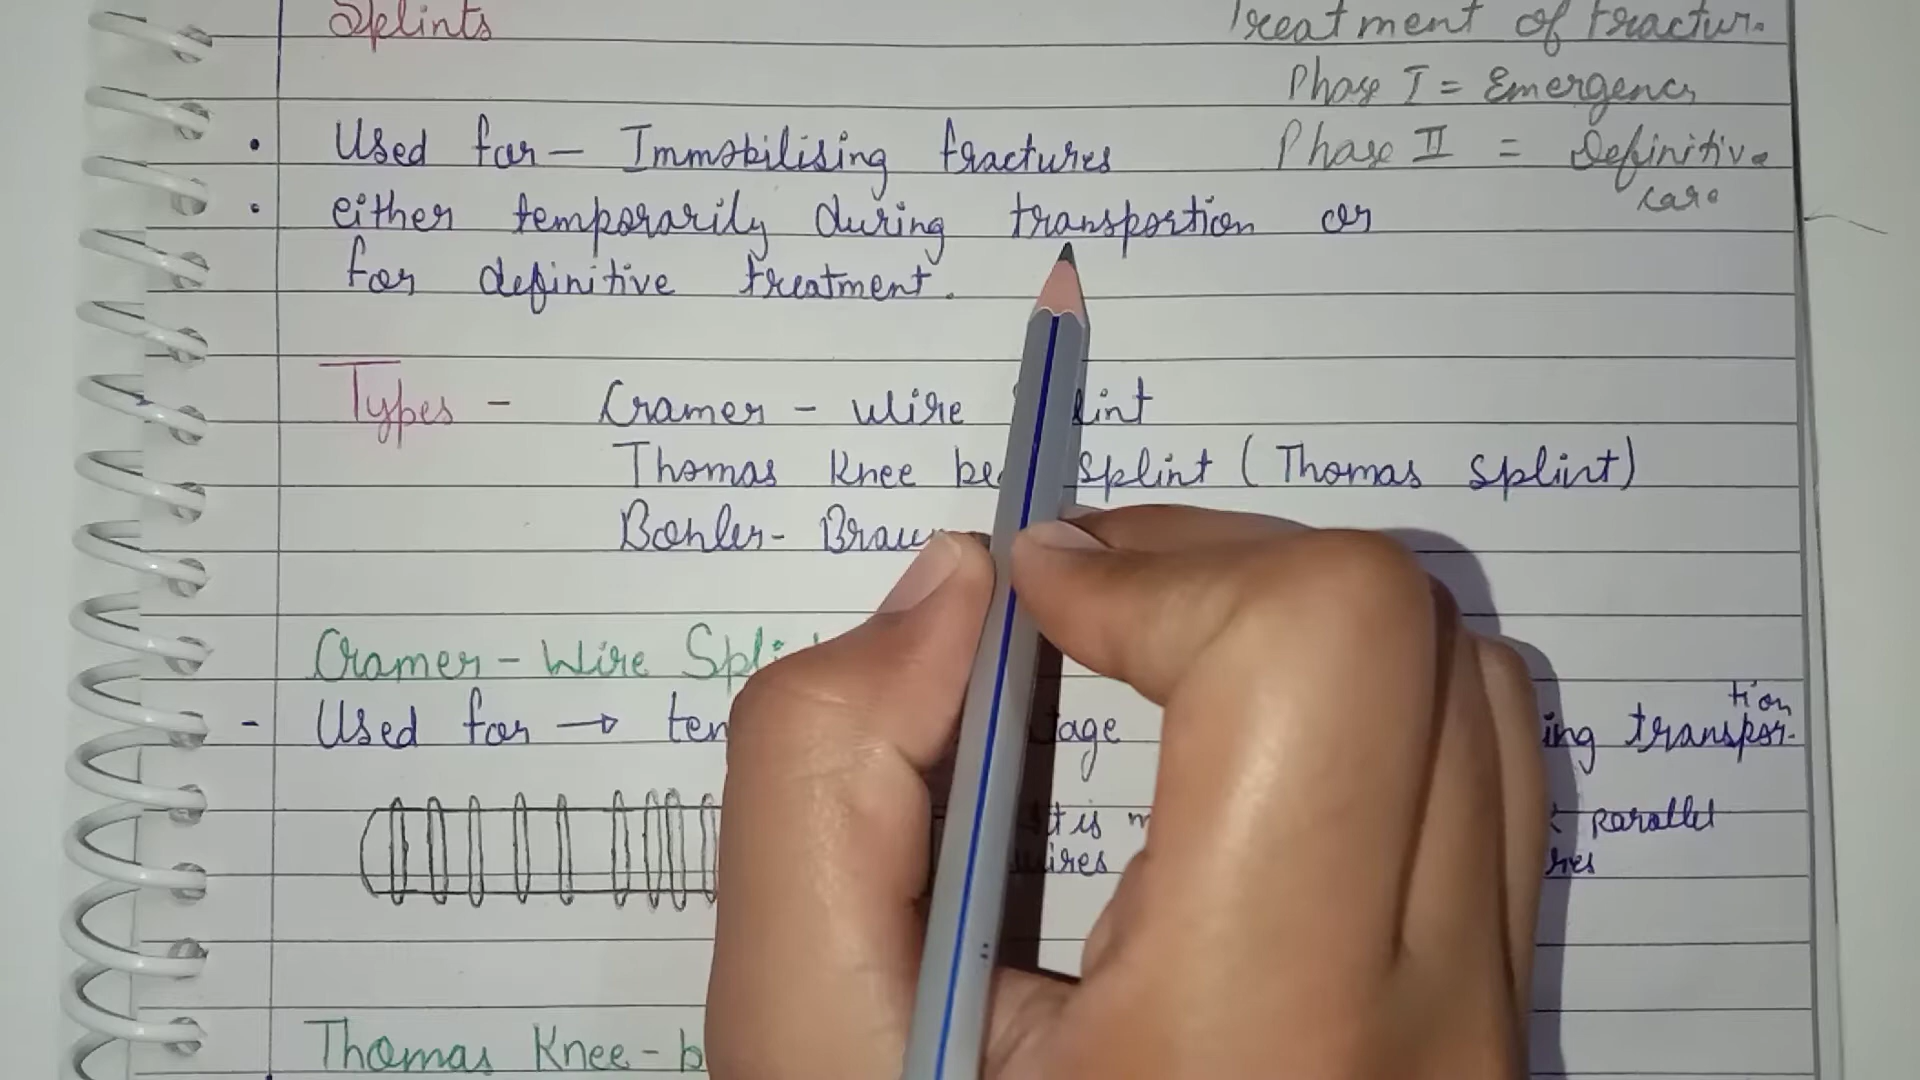 Splints
Treatment of fractur.
Phase I = Emergency
Phase II = Definitive
care
• Used for - Immobilising fractures
• either temporarily during transportion or
for definitive treatment.
Types - Cramer - wire
Thomas Knee Splint (Thomas Splint)
Bohler-
Cramer - Wire
- Used for → ing transpor-
tion
parallel
wires
Thomas Knee -